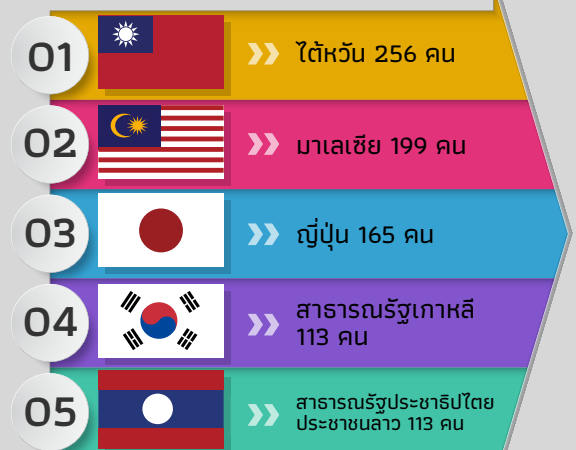 01
ไต้หวัน 256 คน
02
มาเลเซีย 199 คน
03
ญี่ปุ่น 165 คน
04
สาธารณรัฐเกาหลี
113 คน
05
สาธารณรัฐประชาธิปไตย
ประชาชนลาว 113 คน